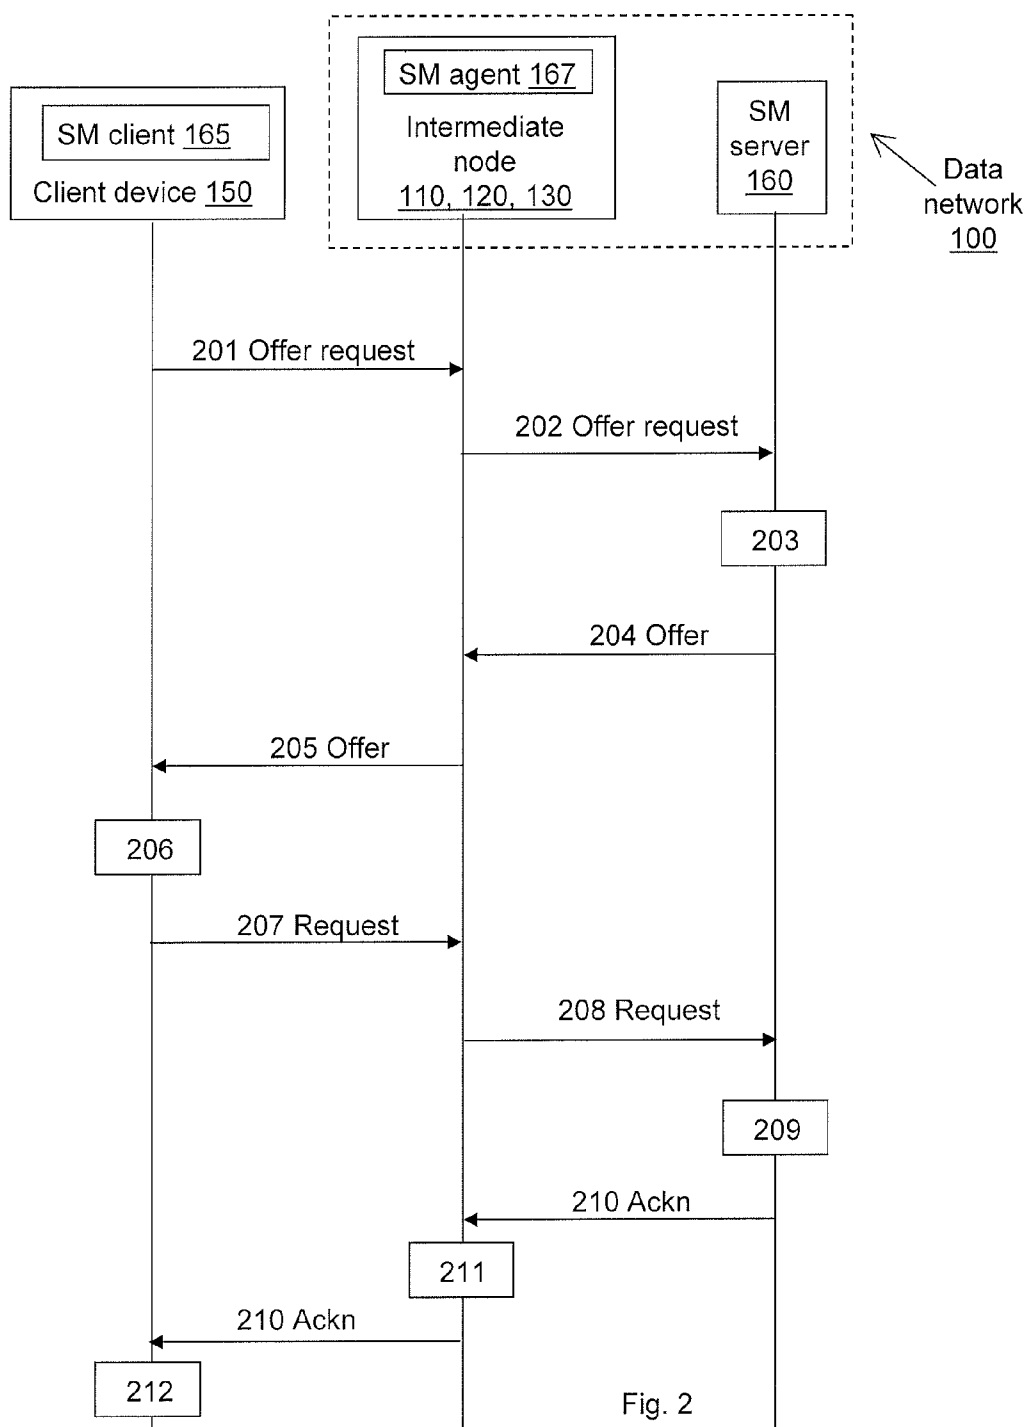 SM agent 167
Intermediate
node
110, 120, 130
SM client 165
Client device 150
SM
server
160
Data
network
100
201 Offer request
202 Offer request
203
204 Offer
205 Offer
206
207 Request
208 Request
209
210 Ackn
211
210 Ackn
212
Fig. 2